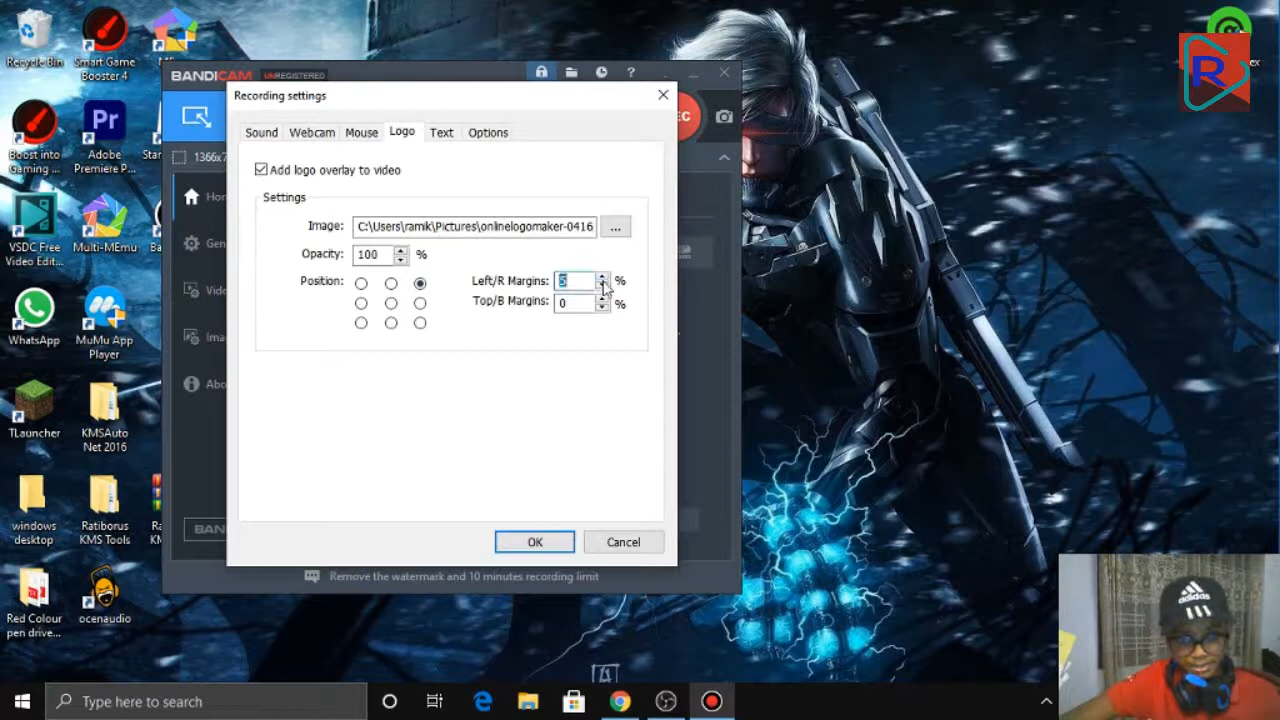 Recycle Bin
Smart Game
Booster 4
BANDICAM UNREGISTERED
?
Recording settings
Sound Webcam Mouse Logo Text Options
Boost into
Gaming ...
Adobe
Premiere P...
1366x7
Add logo overlay to video
Settings
Image: C:\Users\ramik\Pictures\onlinelogomaker-0416 ...
Opacity: 100 %
Position:
Left/R Margins: 5 %
Top/B Margins: 0 %
VSDC Free
Video Edit...
Multi-MEmu
WhatsApp
MuMu App
Player
TLauncher
KMSAuto
Net 2016
windows
desktop
Ratiborus
KMS Tools
BAN
OK Cancel
Remove the watermark and 10 minutes recording limit
Red Colour
pen drive...
ocenaudio
R
adidas
Type here to search